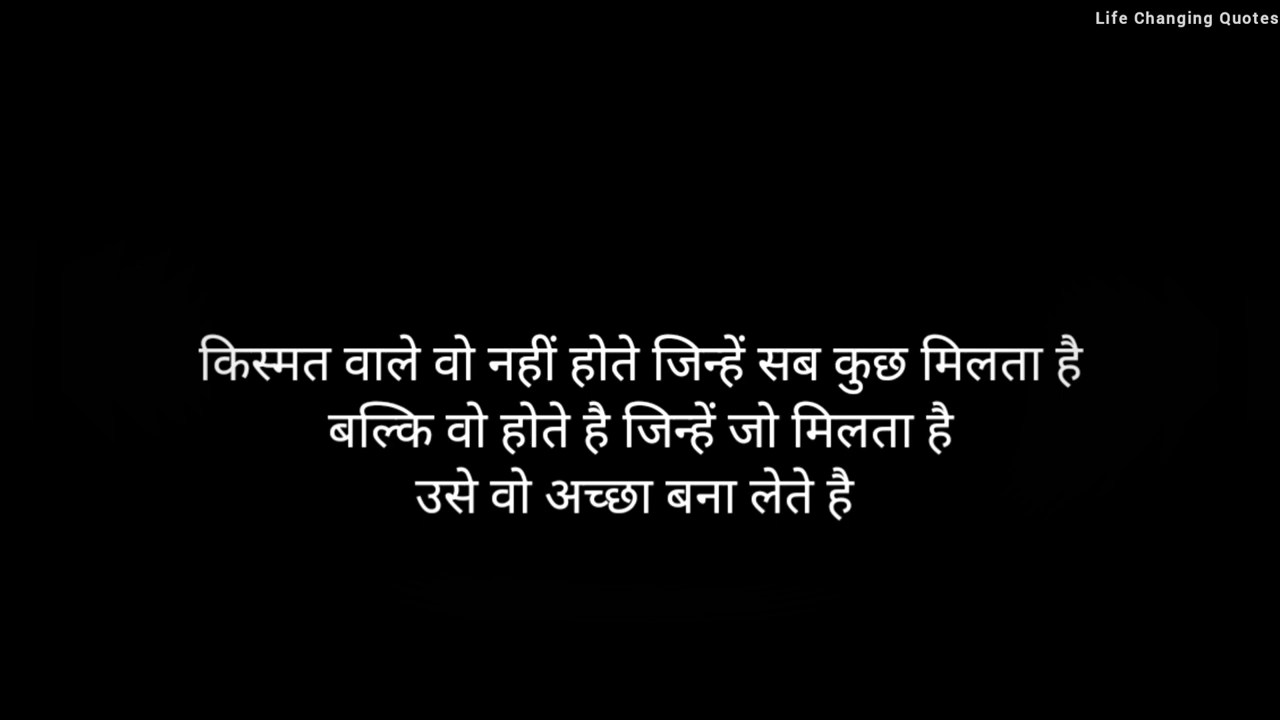 Life Changing Quotes
किस्मत वाले वो नहीं होते जिन्हें सब कुछ मिलता है
बल्कि वो होते है जिन्हें जो मिलता है
उसे वो अच्छा बना लेते है